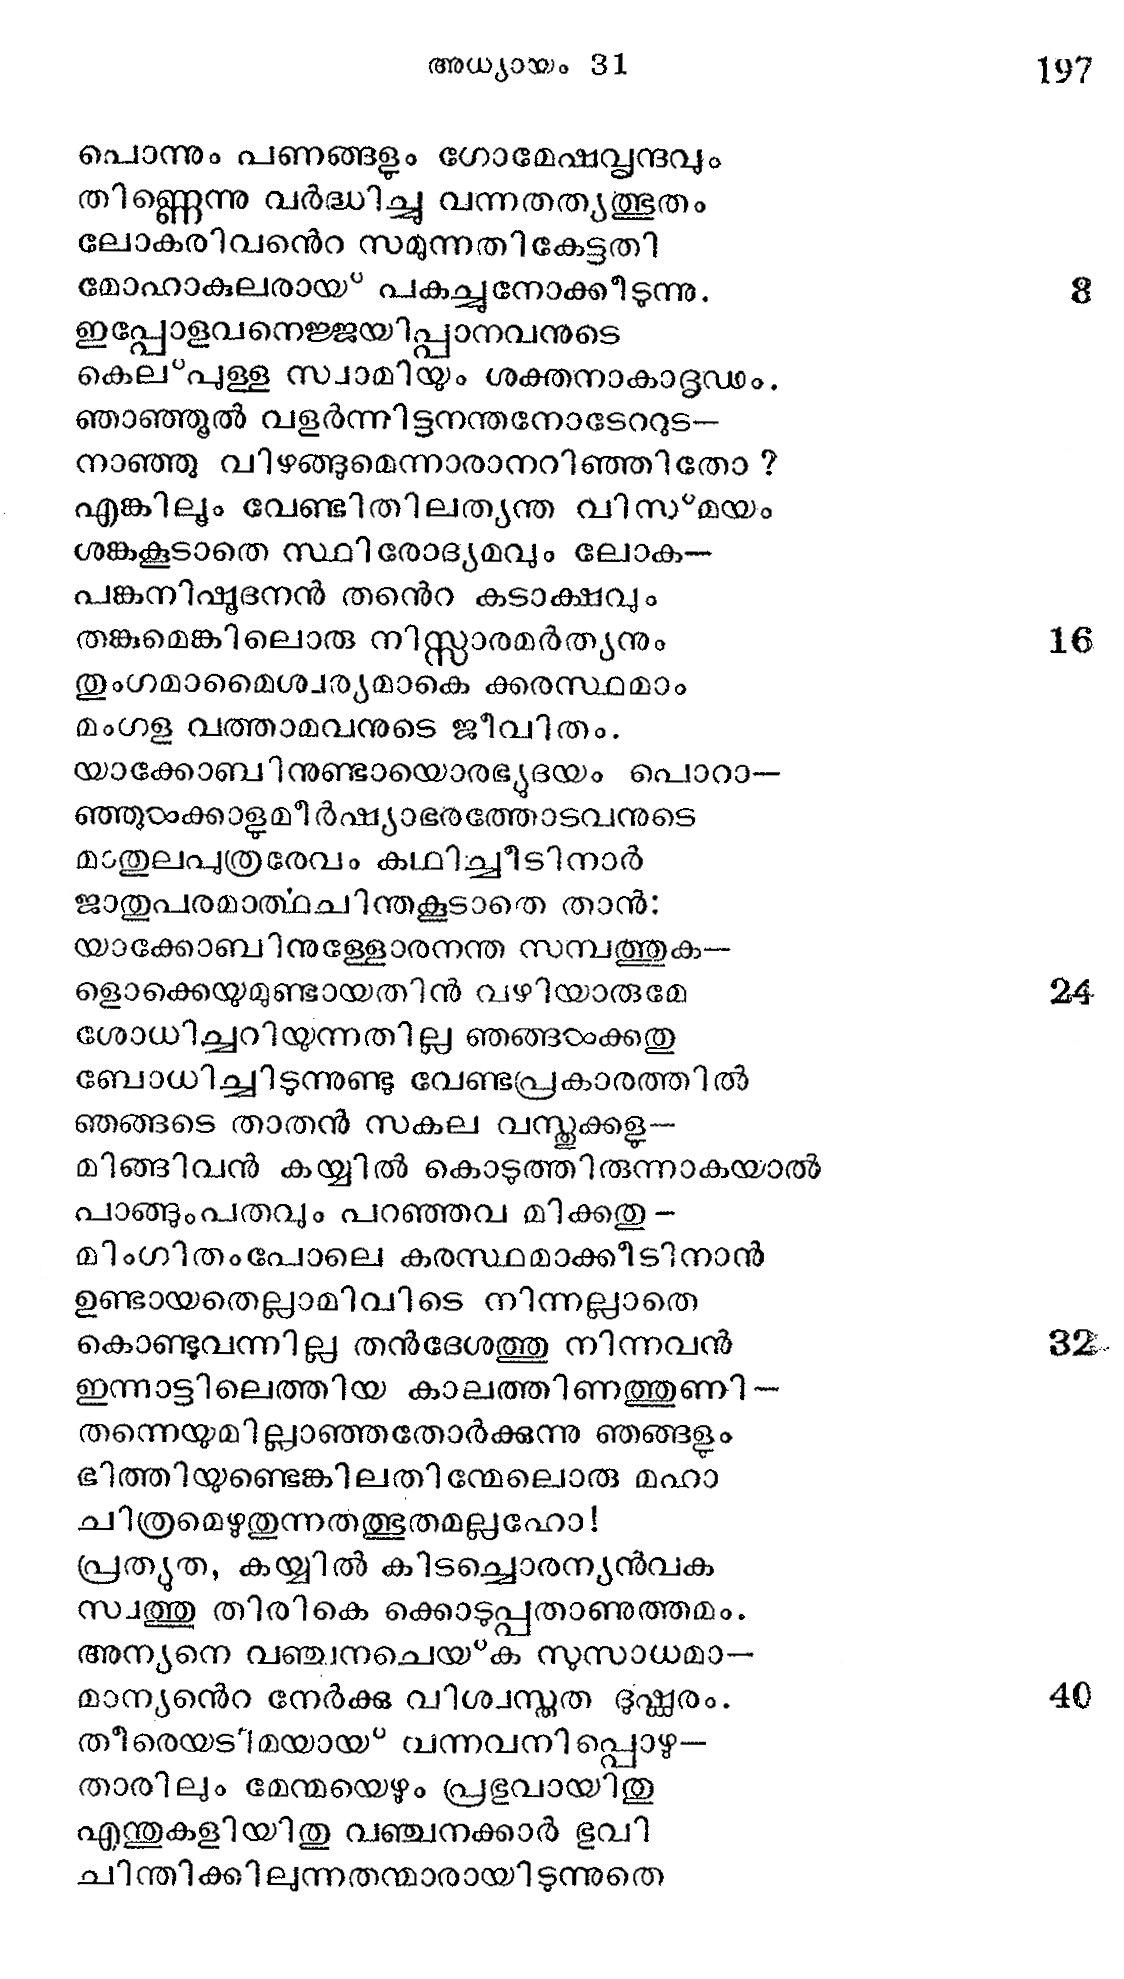 അധ്യായം 31
197
പൊന്നും പണങ്ങളും ഗോമേഷവൃന്ദവും
തിണ്ണെന്നു വർദ്ധിച്ചു വന്നതത്യത്ഭുതം
ലോകരിവൻെറ സമുന്നതികേട്ടതി
മോഹാകുലരായ് പകച്ചുനോക്കീടുന്നു. 8
ഇപ്പോളവനെജ്ജയിപ്പാനവനുടെ
കെല്പുള്ള സ്വാമിയും ശക്തനാകാദൃഢം.
ഞാഞ്ഞൂൽ വളർന്നിട്ടനന്തനോടേററുട—
നാഞ്ഞു വിഴങ്ങുമെന്നാരാനറിഞ്ഞിതോ ?
എങ്കിലും വേണ്ടിതിലത്യന്ത വിസ്മയം
ശങ്കകൂടാതെ സ്ഥിരോദ്യമവും ലോക—
പങ്കനിഷൂദനൻ തൻെറ കടാക്ഷവും
തങ്കുമെങ്കിലൊരു നിസ്സാരമർത്യനും 16
തുംഗമാമൈശ്വര്യമാകെ ക്കരസ്ഥമാം
മംഗള വത്താമവനുടെ ജീവിതം.
യാക്കോബിനുണ്ടായൊരഭ്യുദയം പൊറാ—
ഞ്ഞുൾക്കാളുമീർഷ്യാഭരത്തോടവനുടെ
മാതുലപുത്രരേവം കഥിച്ചീടിനാർ
ജാതുപരമാർത്ഥചിന്തകൂടാതെ താൻ:
യാക്കോബിനുള്ളോരനന്ത സമ്പത്തുക—
ളൊക്കെയുമുണ്ടായതിൻ വഴിയാരുമേ 24
ശോധിച്ചറിയുന്നതില്ല ഞങ്ങൾക്കതു
ബോധിച്ചിടുന്നുണ്ടു വേണ്ടപ്രകാരത്തിൽ
ഞങ്ങടെ താതൻ സകല വസ്തുക്കളു—
മിങ്ങിവൻ കയ്യിൽ കൊടുത്തിരുന്നാകയാൽ
പാങ്ങുംപതവും പറഞ്ഞവ മിക്കതു—
മിംഗിതംപോലെ കരസ്ഥമാക്കീടിനാൻ
ഉണ്ടായതെല്ലാമിവിടെ നിന്നല്ലാതെ
കൊണ്ടുവന്നില്ല തൻദേശത്തു നിന്നവൻ 32
ഇന്നാട്ടിലെത്തിയ കാലത്തിണത്തുണി—
തന്നെയുമില്ലാഞ്ഞതോർക്കുന്നു ഞങ്ങളും
ഭിത്തിയുണ്ടെങ്കിലതിന്മേലൊരു മഹാ
ചിത്രമെഴുതുന്നതത്ഭുതമല്ലഹോ!
പ്രത്യുത, കയ്യിൽ കിടച്ചൊരന്യൻവക
സ്വത്തു തിരികെ ക്കൊടുപ്പതാണുത്തമം.
അന്യനെ വഞ്ചനചെയ്ക സുസാധമാ—
മാന്യൻെറ നേർക്കു വിശ്വസ്തത ദുഷ്കരം. 40
തീരെയടിമയായ് വന്നവനിപ്പൊഴു—
താരിലും മേന്മയെഴും പ്രഭുവായിതു
എന്തുകളിയിതു വഞ്ചനക്കാർ ഭുവി
ചിന്തിക്കിലുന്നതന്മാരായിടുന്നുതെ